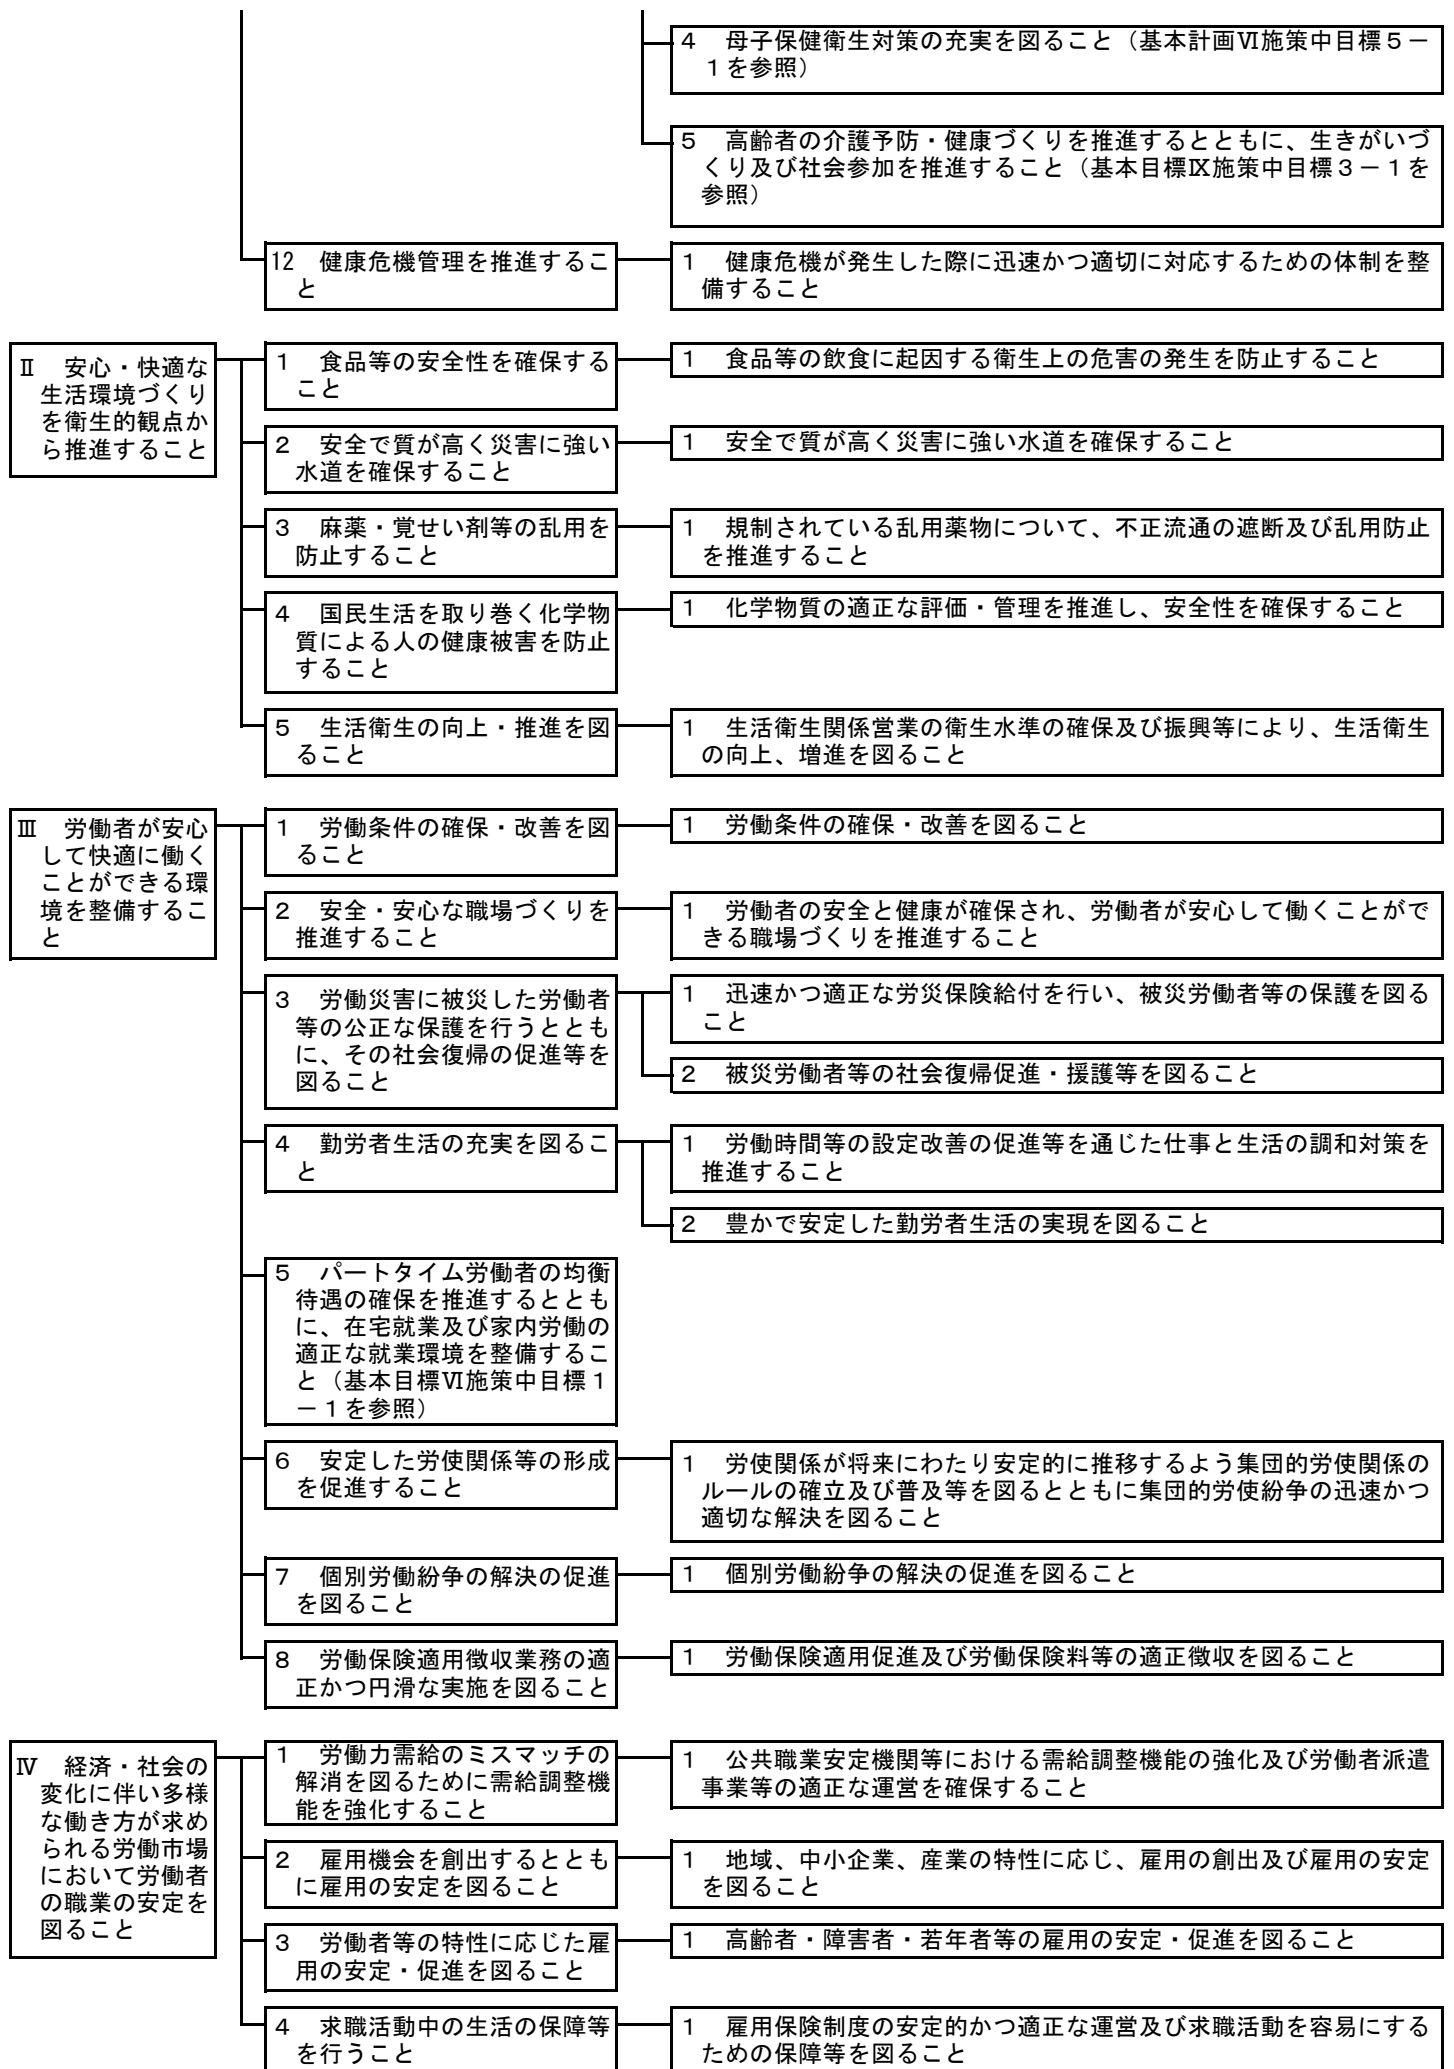 4　母子保健衛生対策の充実を図ること（基本計画Ⅵ施策中目標５－
１を参照）
5　高齢者の介護予防・健康づくりを推進するとともに、生きがいづ
くり及び社会参加を推進すること（基本目標Ⅸ施策中目標３－１を
参照）
12　健康危機管理を推進するこ
と
1　健康危機が発生した際に迅速かつ適切に対応するための体制を整
備すること
Ⅱ　安心・快適な
生活環境づくり
を衛生的観点か
ら推進すること
1　食品等の安全性を確保する
こと
1　食品等の飲食に起因する衛生上の危害の発生を防止すること
2　安全で質が高く災害に強い
水道を確保すること
1　安全で質が高く災害に強い水道を確保すること
3　麻薬・覚せい剤等の乱用を
防止すること
1　規制されている乱用薬物について、不正流通の遮断及び乱用防止
を推進すること
4　国民生活を取り巻く化学物
質による人の健康被害を防止
すること
1　化学物質の適正な評価・管理を推進し、安全性を確保すること
5　生活衛生の向上・推進を図
ること
1　生活衛生関係営業の衛生水準の確保及び振興等により、生活衛生
の向上、増進を図ること
Ⅲ　労働者が安心
して快適に働く
ことができる環
境を整備するこ
と
1　労働条件の確保・改善を図
ること
1　労働条件の確保・改善を図ること
2　安全・安心な職場づくりを
推進すること
1　労働者の安全と健康が確保され、労働者が安心して働くことがで
きる職場づくりを推進すること
3　労働災害に被災した労働者
等の公正な保護を行うととも
に、その社会復帰の促進等を
図ること
1　迅速かつ適正な労災保険給付を行い、被災労働者等の保護を図る
こと
2　被災労働者等の社会復帰促進・援護等を図ること
4　勤労者生活の充実を図るこ
と
1　労働時間等の設定改善の促進等を通じた仕事と生活の調和対策を
推進すること
2　豊かで安定した勤労者生活の実現を図ること
5　パートタイム労働者の均衡
待遇の確保を推進するととも
に、在宅就業及び家内労働の
適正な就業環境を整備するこ
と（基本目標Ⅵ施策中目標１
－１を参照）
6　安定した労使関係等の形成
を促進すること
1　労使関係が将来にわたり安定的に推移するよう集団的労使関係の
ルールの確立及び普及等を図るとともに集団的労使紛争の迅速かつ
適切な解決を図ること
7　個別労働紛争の解決の促進
を図ること
1　個別労働紛争の解決の促進を図ること
8　労働保険適用徴収業務の適
正かつ円滑な実施を図ること
1　労働保険適用促進及び労働保険料等の適正徴収を図ること
Ⅳ　経済・社会の
変化に伴い多様
な働き方が求め
られる労働市場
において労働者
の職業の安定を
図ること
1　労働力需給のミスマッチの
解消を図るために需給調整機
能を強化すること
1　公共職業安定機関等における需給調整機能の強化及び労働者派遣
事業等の適正な運営を確保すること
2　雇用機会を創出するととも
に雇用の安定を図ること
1　地域、中小企業、産業の特性に応じ、雇用の創出及び雇用の安定
を図ること
3　労働者等の特性に応じた雇
用の安定・促進を図ること
1　高齢者・障害者・若年者等の雇用の安定・促進を図ること
4　求職活動中の生活の保障等
を行うこと
1　雇用保険制度の安定的かつ適正な運営及び求職活動を容易にする
ための保障等を図ること